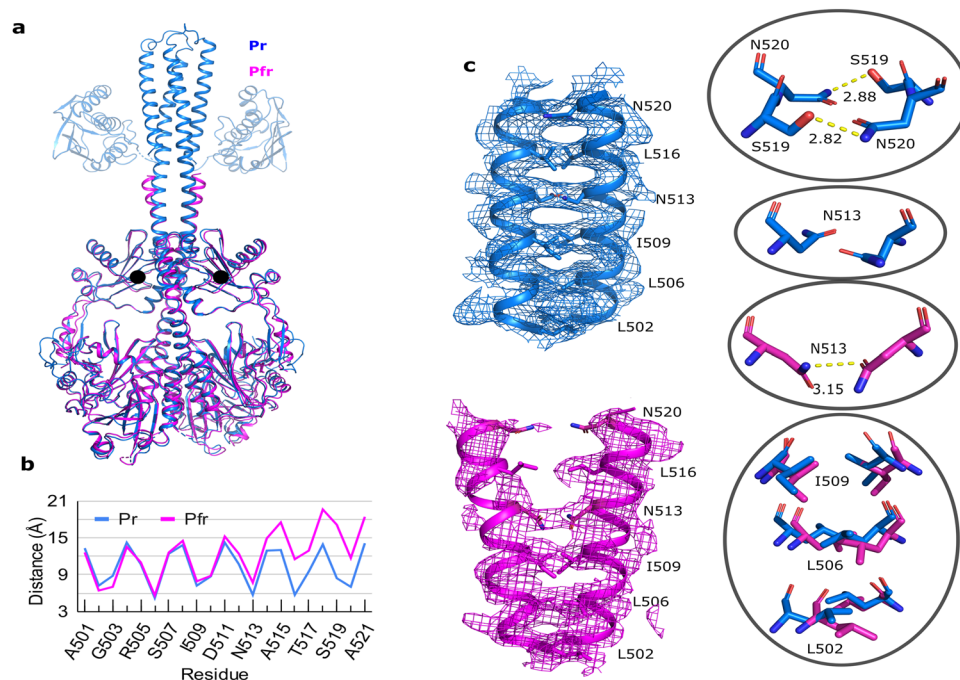 a
Pr
Pfr
c
N520
L516
N513
I509
L506
L502
N520
S519
2.88
2.82
S519
N520
N513
N513
3.15
I509
L506
L502
N520
L516
N513
I509
L506
L502
b
21
15
9
3
Distance (Å)
Pr
Pfr
A501
G503
R505
S507
I509
D511
N513
A515
T517
S519
A521
Residue